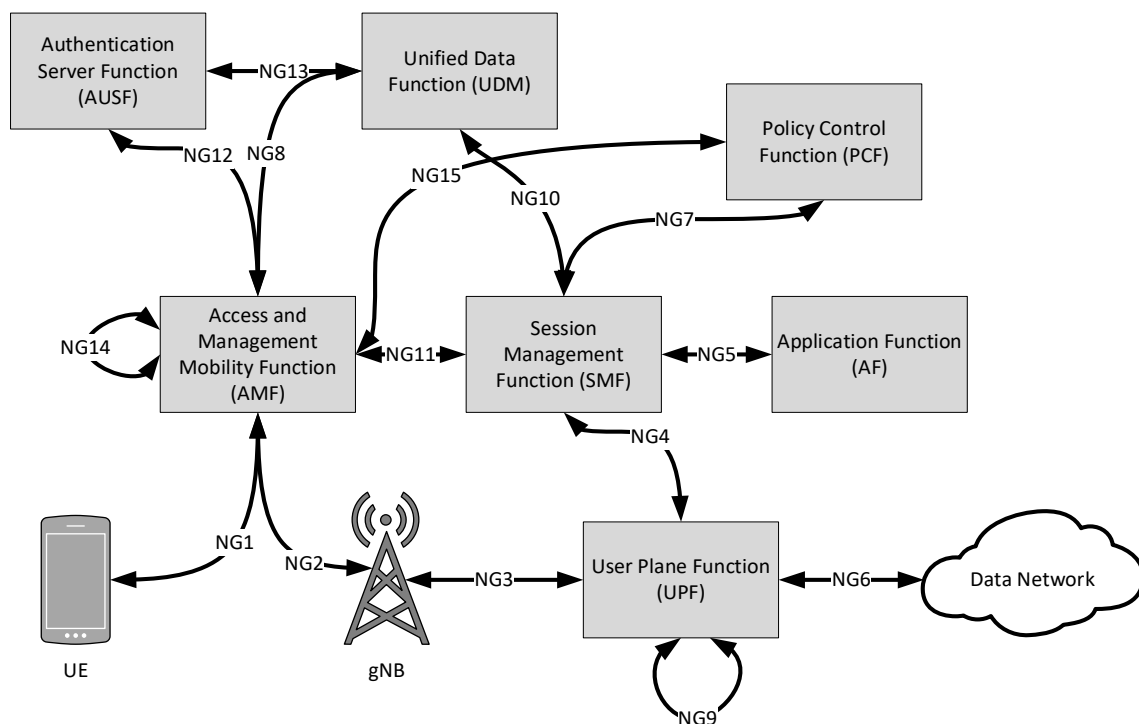 Authentication
Server Function
(AUSF)
NG13
Unified Data
Function (UDM)
Policy Control
Function (PCF)
NG12
NG8
NG15
NG10
NG7
NG14
Access and
Management
Mobility Function
(AMF)
NG11
Session
Management
Function (SMF)
NG5
Application Function
(AF)
NG4
NG1
NG2
NG3
User Plane Function
(UPF)
NG6
Data Network
UE
gNB
NG9